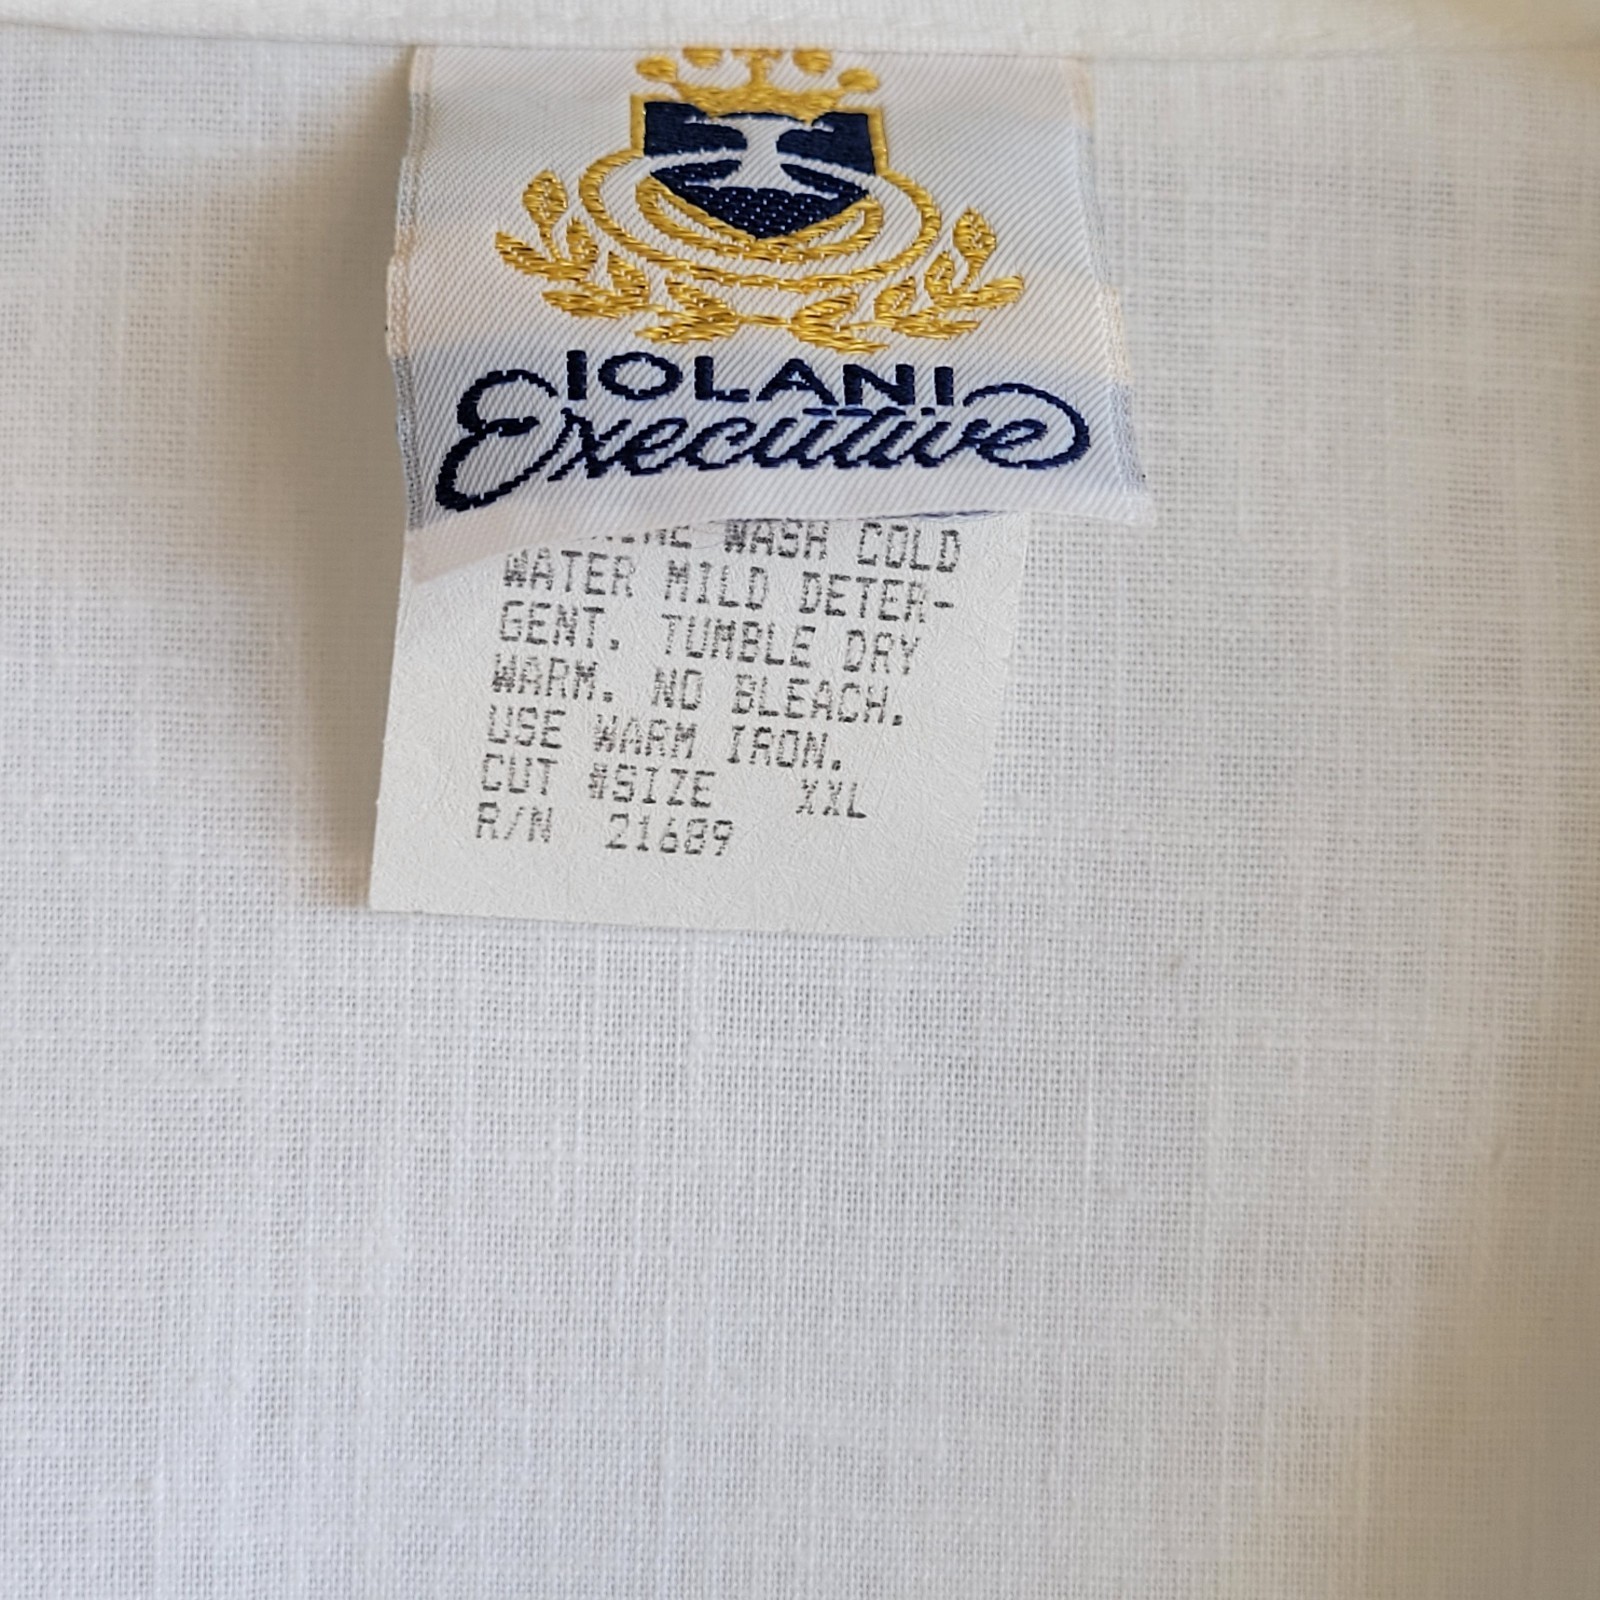 IOLANI
Executive
WASH COLD
WATER MILD DETER-
GENT. TUMBLE DRY
WARM. NO BLEACH.
USE WARM IRON.
CUT #SIZE XXL
R/N 21689